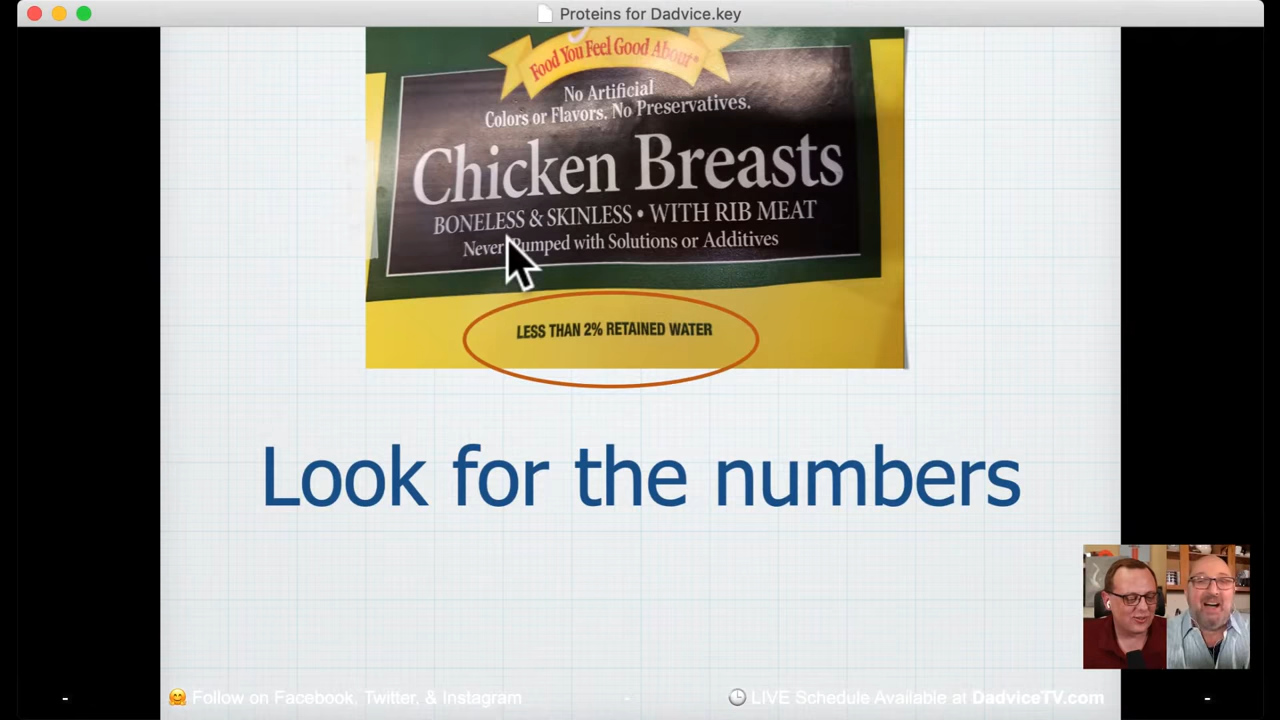 Proteins for Dadvice.key
Food You Feel Good About®
No Artificial
Colors or Flavors. No Preservatives.
Chicken Breasts
BONELESS & SKINLESS • WITH RIB MEAT
Never Pumped with Solutions or Additives
LESS THAN 2% RETAINED WATER
Look for the numbers
- 🤗 Follow on Facebook, Twitter, & Instagram - 🕒 LIVE Schedule Available at DadviceTV.com -